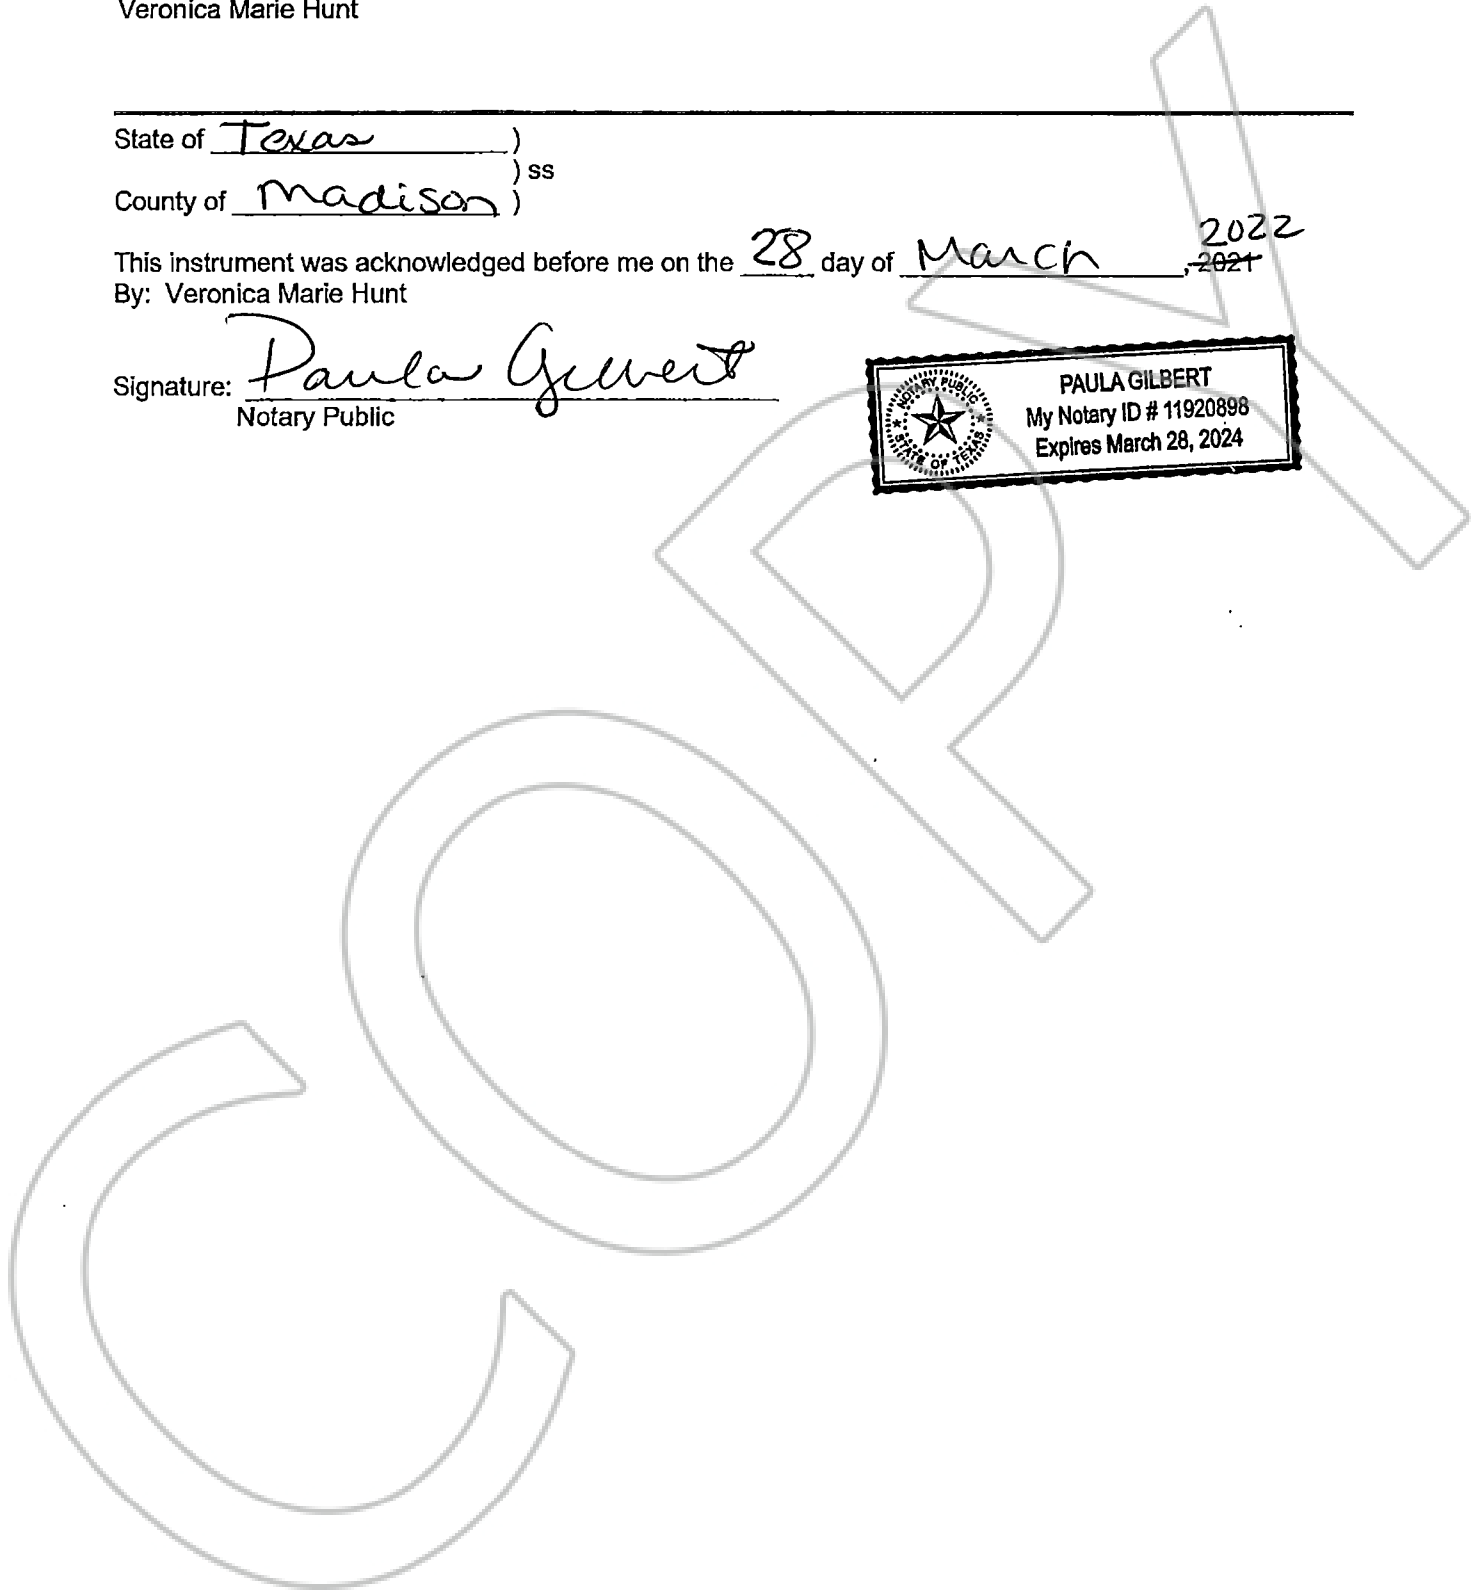 Veronica Marie Hunt
State of Texas )
) ss
County of Madison )
This instrument was acknowledged before me on the 28 day of March, 2022 2021
By: Veronica Marie Hunt
Signature: Paula Gilbert
Notary Public
NOTARY PUBLIC
STATE OF TEXAS
PAULA GILBERT
My Notary ID # 11920898
Expires March 28, 2024
COPY